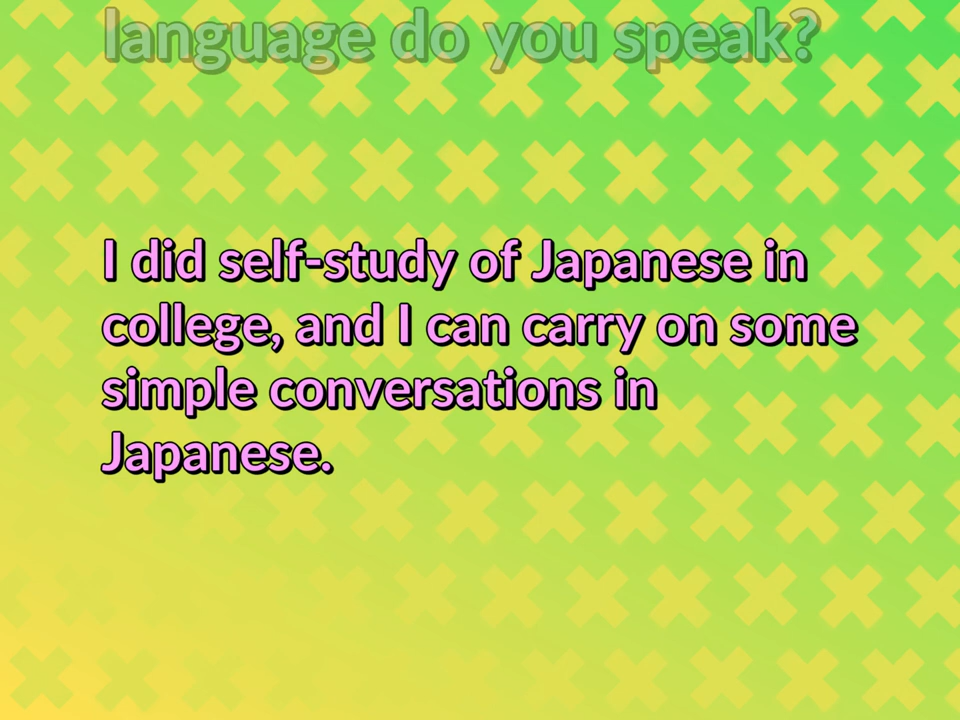 language do you speak?
I did self-study of Japanese in
college, and I can carry on some
simple conversations in
Japanese.